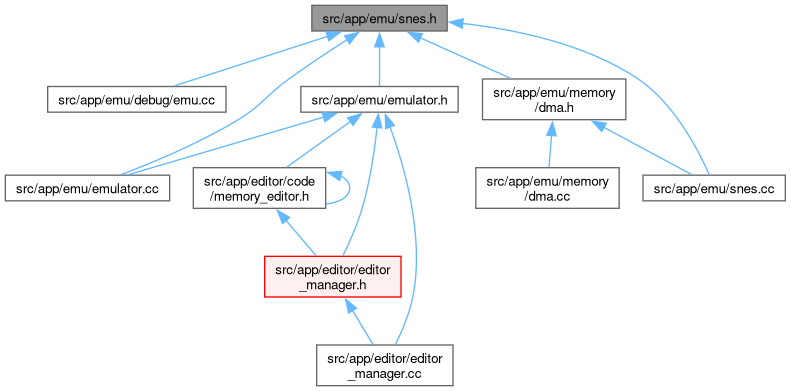 src/app/emu/snes.h
src/app/emu/debug/emu.cc
src/app/emu/emulator.h
src/app/emu/memory
/dma.h
src/app/emu/emulator.cc
src/app/editor/code
/memory_editor.h
src/app/emu/memory
/dma.cc
src/app/emu/snes.cc
src/app/editor/editor
_manager.h
src/app/editor/editor
_manager.cc